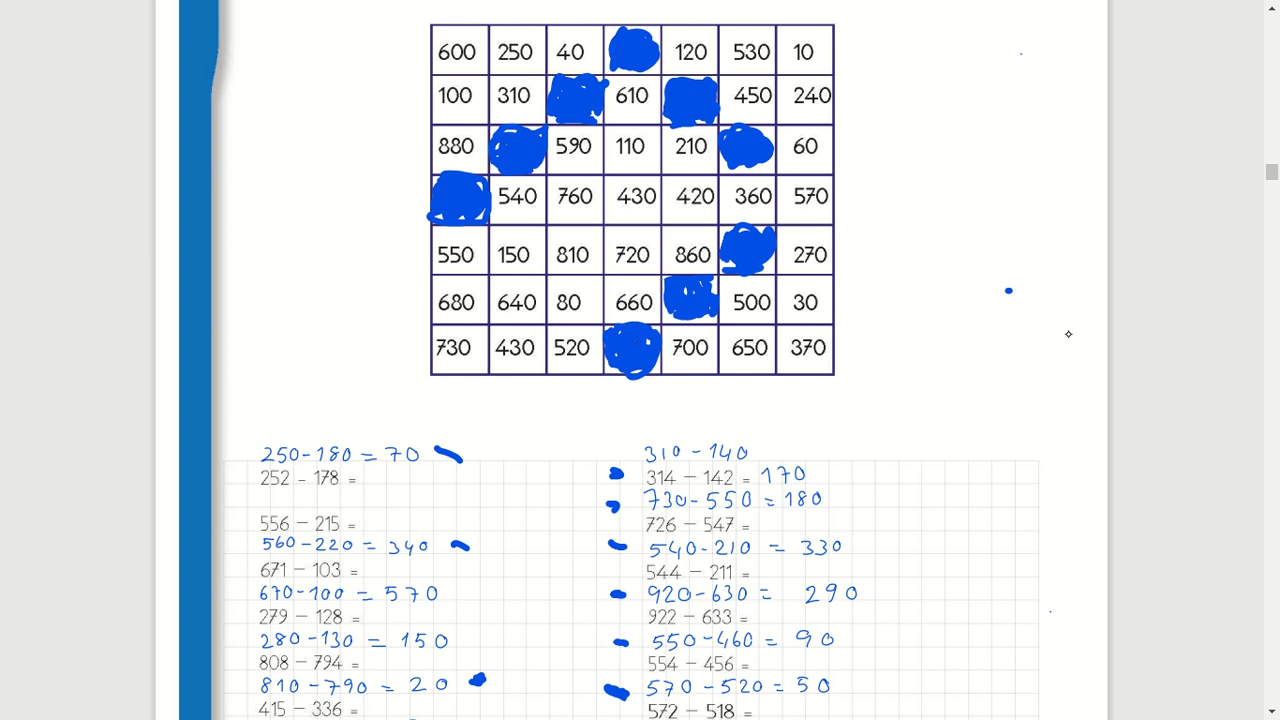 600 250 40 120 530 10
100 310 610 450 240
880 590 110 210 60
540 760 430 420 360 570
550 150 810 720 860 270
680 640 80 660 500 30
730 430 520 700 650 370
250-180 = 70
252 - 178 =
556 - 215 =
560-220 = 340
671 - 103 =
670-100 = 570
279 - 128 =
280-130 = 150
808 - 794 =
810-790 = 20
415 - 336 =
310 - 140
314 - 142 = 170
730-550 = 180
726 - 547 =
540-210 = 330
544 - 211 =
920-630 = 290
922 - 633 =
550-460 = 90
554 - 456 =
570-520 = 50
572 - 518 =